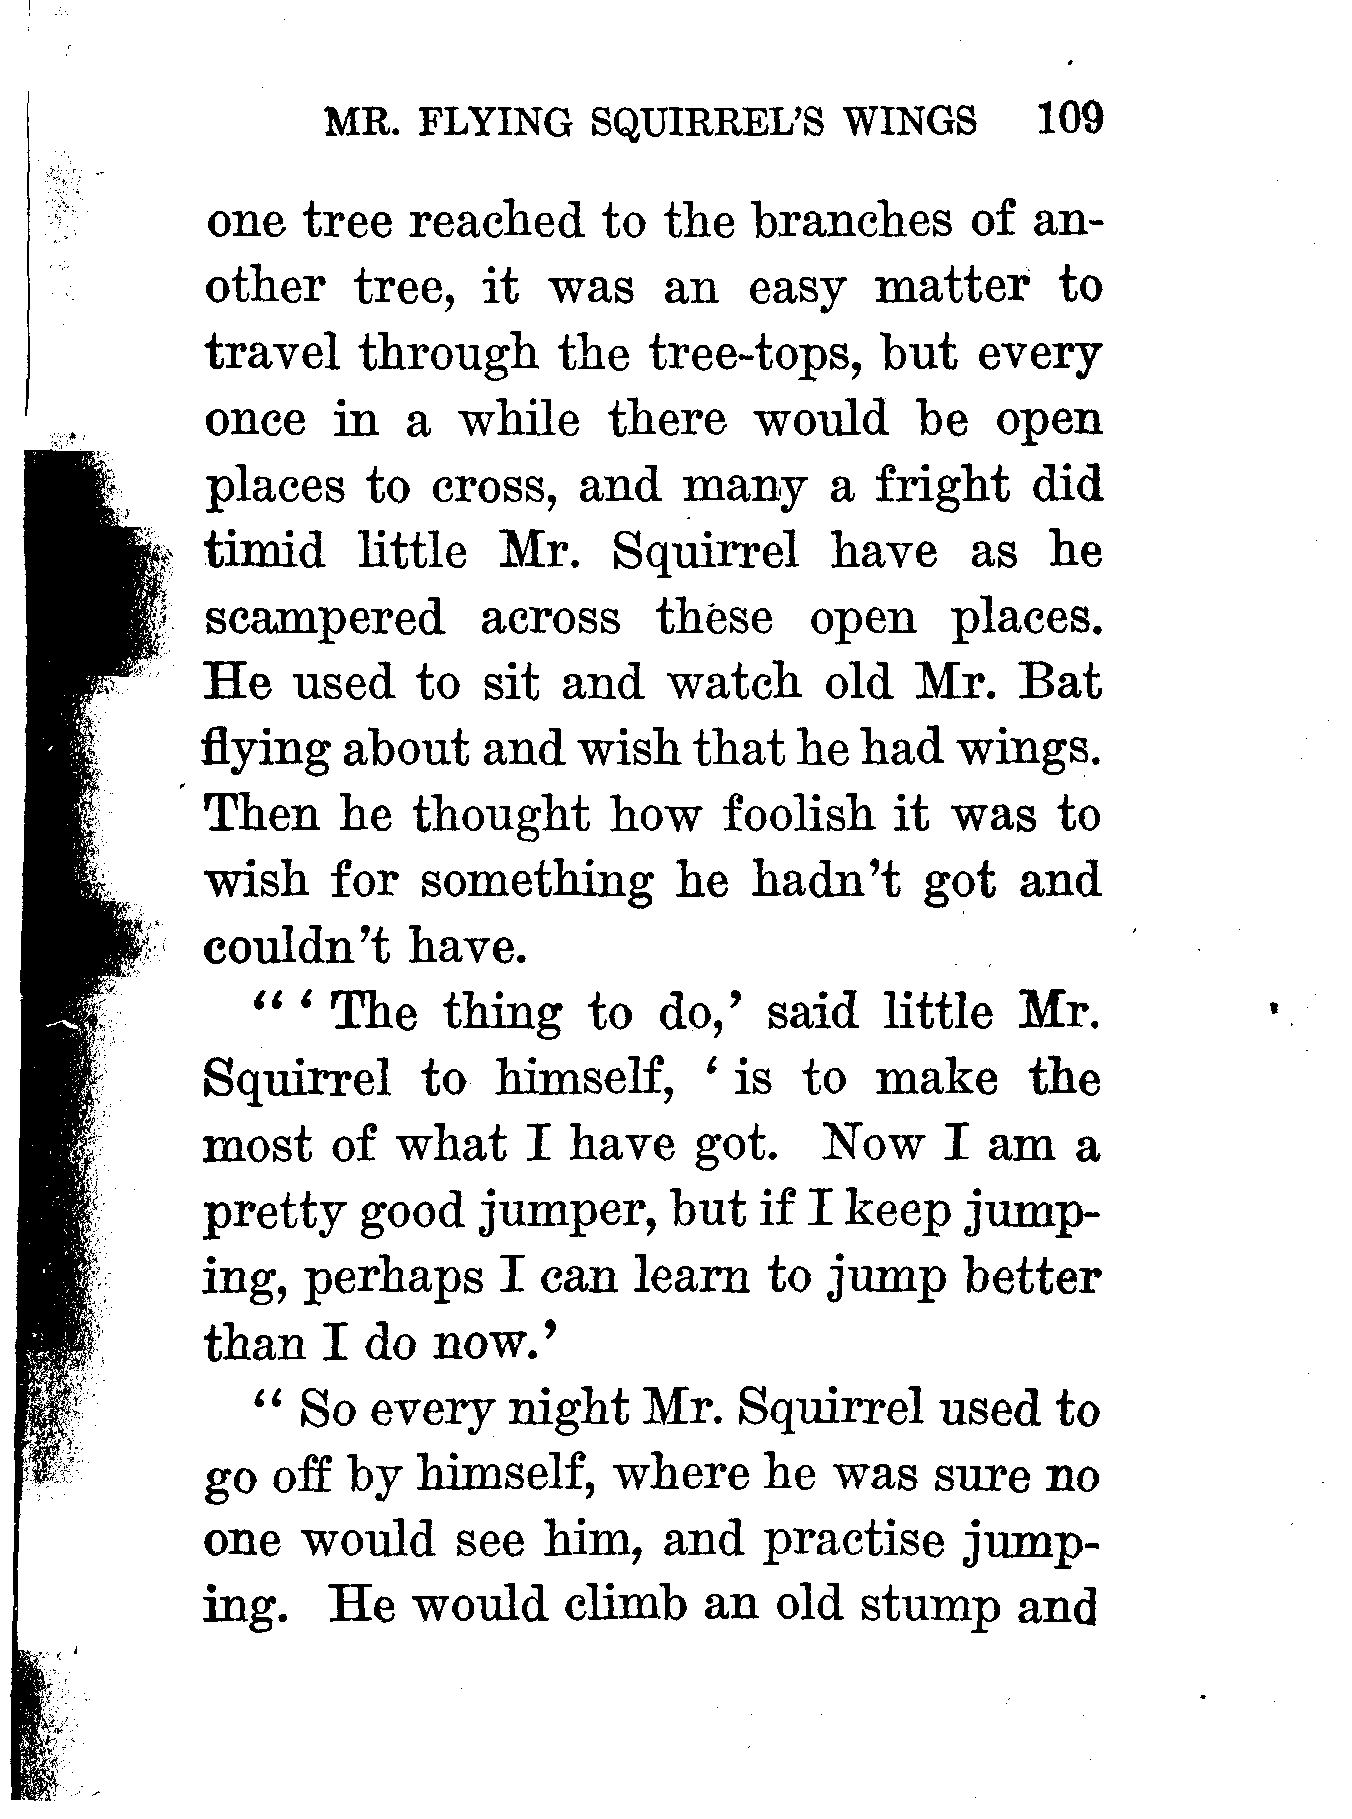 MR. FLYING SQUIRREL'S WINGS 109
one tree reached to the branches of an-
other tree, it was an easy matter to
travel through the tree-tops, but every
once in a while there would be open
places to cross, and many a fright did
timid little Mr. Squirrel have as he
scampered across these open places.
He used to sit and watch old Mr. Bat
flying about and wish that he had wings.
Then he thought how foolish it was to
wish for something he hadn't got and
couldn't have.
“ ‘ The thing to do,’ said little Mr.
Squirrel to himself, ‘ is to make the
most of what I have got. Now I am a
pretty good jumper, but if I keep jump-
ing, perhaps I can learn to jump better
than I do now.’
“ So every night Mr. Squirrel used to
go off by himself, where he was sure no
one would see him, and practise jump-
ing. He would climb an old stump and